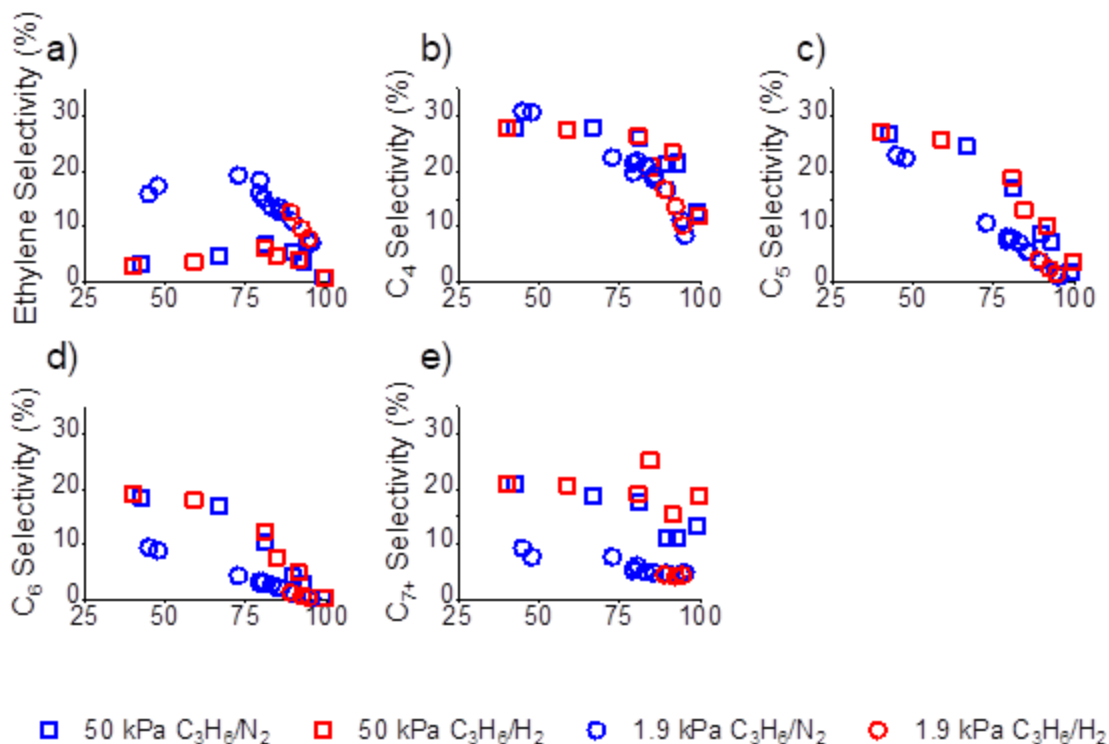 a)
Ethylene Selectivity (%)
30
20
10
0
25 50 75 100
b)
C₄ Selectivity (%)
30
20
10
0
25 50 75 100
c)
C₅ Selectivity (%)
30
20
10
0
25 50 75 100
d)
C₆ Selectivity (%)
30
20
10
0
25 50 75 100
e)
C₇₊ Selectivity (%)
30
20
10
0
25 50 75 100
50 kPa C₃H₆/N₂ 50 kPa C₃H₆/H₂ 1.9 kPa C₃H₆/N₂ 1.9 kPa C₃H₆/H₂